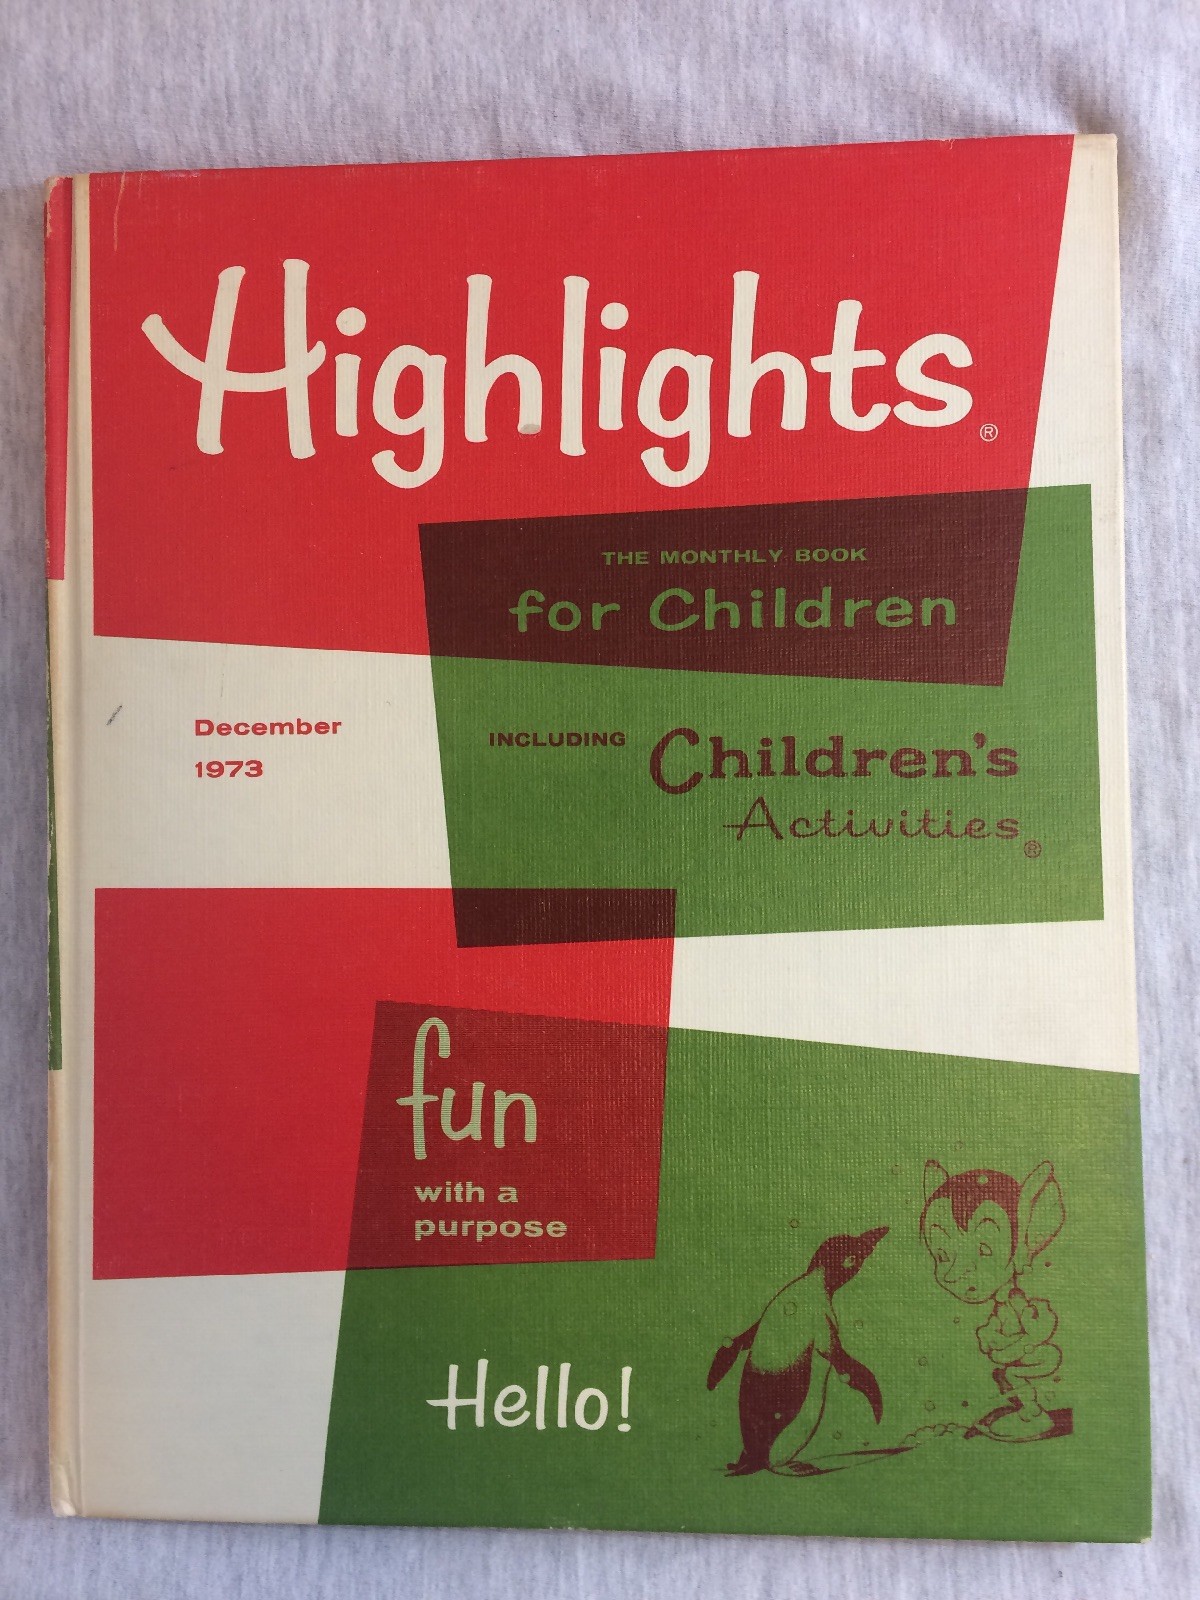 Highlights®
THE MONTHLY BOOK
for Children
December
1973
INCLUDING Children's
Activities®
fun
with a
purpose
Hello!